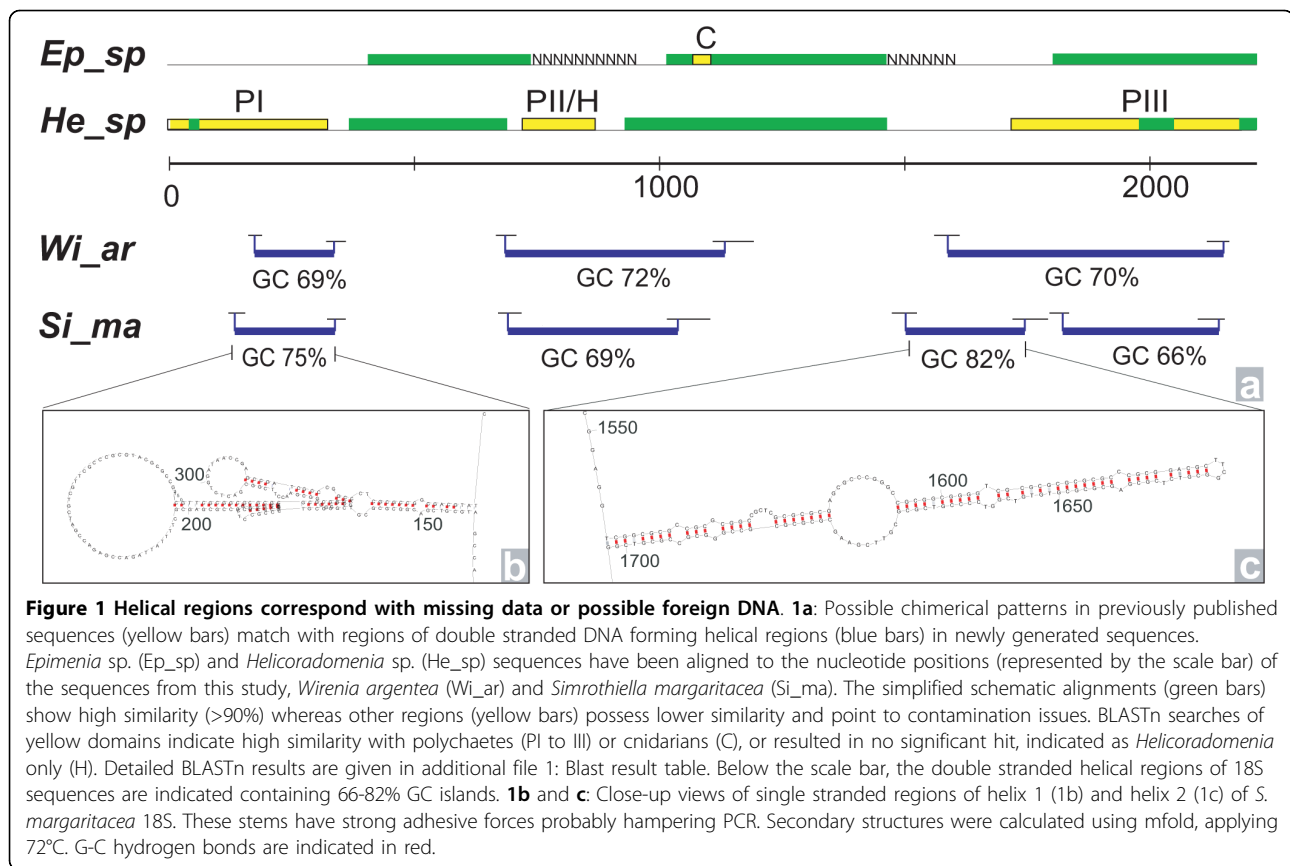 C
Ep_sp NNNNNNNNNN NNNNNN
PI PII/H PIII
He_sp
0 1000 2000
Wi_ar
GC 69% GC 72% GC 70%
Si_ma
GC 75% GC 69% GC 82% GC 66%
a
300
200 150
b
1550
1600
1650
1700
c
Figure 1 Helical regions correspond with missing data or possible foreign DNA. 1a: Possible chimerical patterns in previously published
sequences (yellow bars) match with regions of double stranded DNA forming helical regions (blue bars) in newly generated sequences.
Epimenia sp. (Ep_sp) and Helicoradomenia sp. (He_sp) sequences have been aligned to the nucleotide positions (represented by the scale bar) of
the sequences from this study, Wirenia argentea (Wi_ar) and Simrothiella margaritacea (Si_ma). The simplified schematic alignments (green bars)
show high similarity (>90%) whereas other regions (yellow bars) possess lower similarity and point to contamination issues. BLASTn searches of
yellow domains indicate high similarity with polychaetes (PI to III) or cnidarians (C), or resulted in no significant hit, indicated as Helicoradomenia
only (H). Detailed BLASTn results are given in additional file 1: Blast result table. Below the scale bar, the double stranded helical regions of 18S
sequences are indicated containing 66-82% GC islands. 1b and c: Close-up views of single stranded regions of helix 1 (1b) and helix 2 (1c) of S.
margaritacea 18S. These stems have strong adhesive forces probably hampering PCR. Secondary structures were calculated using mfold, applying
72°C. G-C hydrogen bonds are indicated in red.